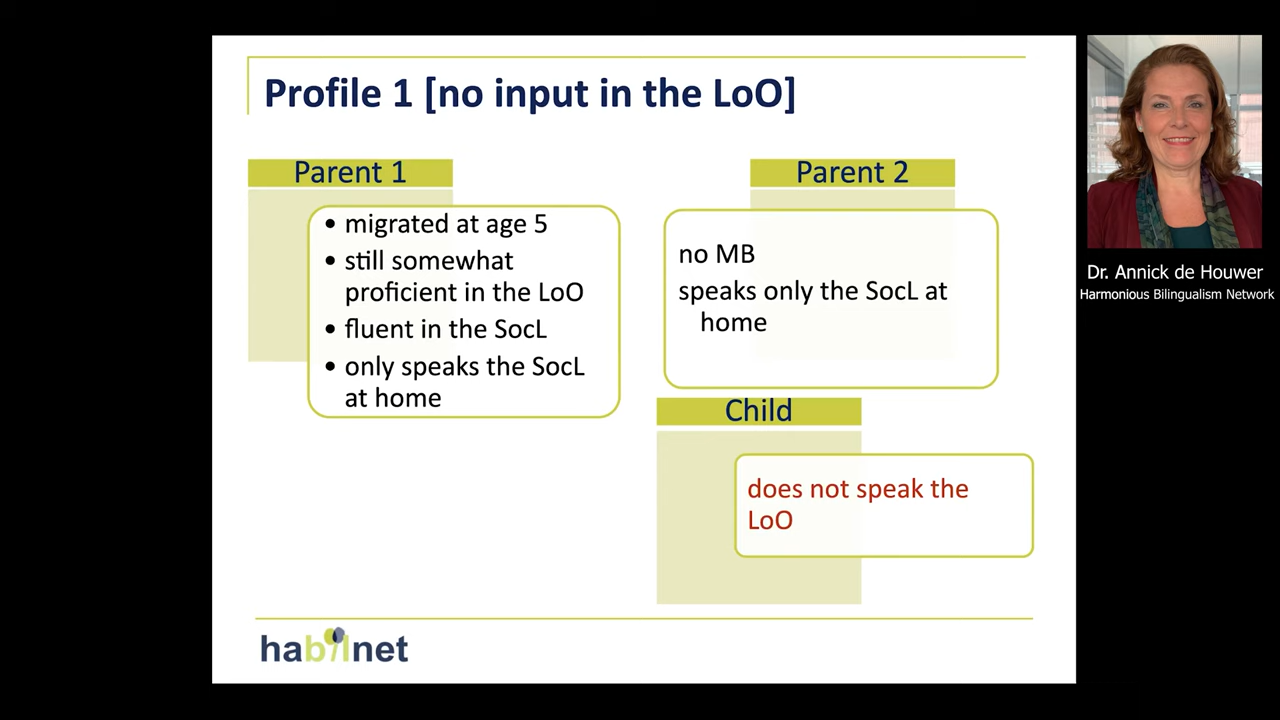 Profile 1 [no input in the LoO]
Parent 1
• migrated at age 5
• still somewhat
proficient in the LoO
• fluent in the SocL
• only speaks the SocL
at home
Parent 2
no MB
speaks only the SocL at
home
Child
does not speak the
LoO
habilnet
Dr. Annick de Houwer
Harmonious Bilingualism Network